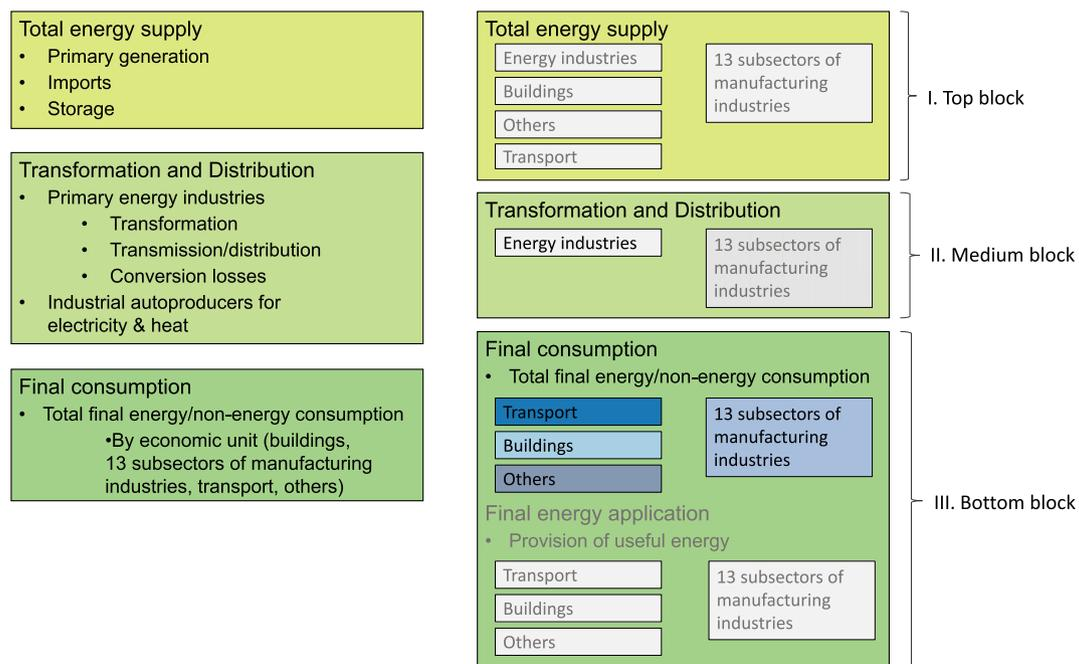 Total energy supply
• Primary generation
• Imports
• Storage
Transformation and Distribution
• Primary energy industries
• Transformation
• Transmission/distribution
• Conversion losses
• Industrial autoproducers for
electricity & heat
Final consumption
• Total final energy/non-energy consumption
•By economic unit (buildings,
13 subsectors of manufacturing
industries, transport, others)
Total energy supply
Energy industries
Buildings
Others
Transport
13 subsectors of
manufacturing
industries
I. Top block
Transformation and Distribution
Energy industries
13 subsectors of
manufacturing
industries
II. Medium block
Final consumption
• Total final energy/non-energy consumption
Transport
Buildings
Others
13 subsectors of
manufacturing
industries
Final energy application
• Provision of useful energy
Transport
Buildings
Others
13 subsectors of
manufacturing
industries
III. Bottom block